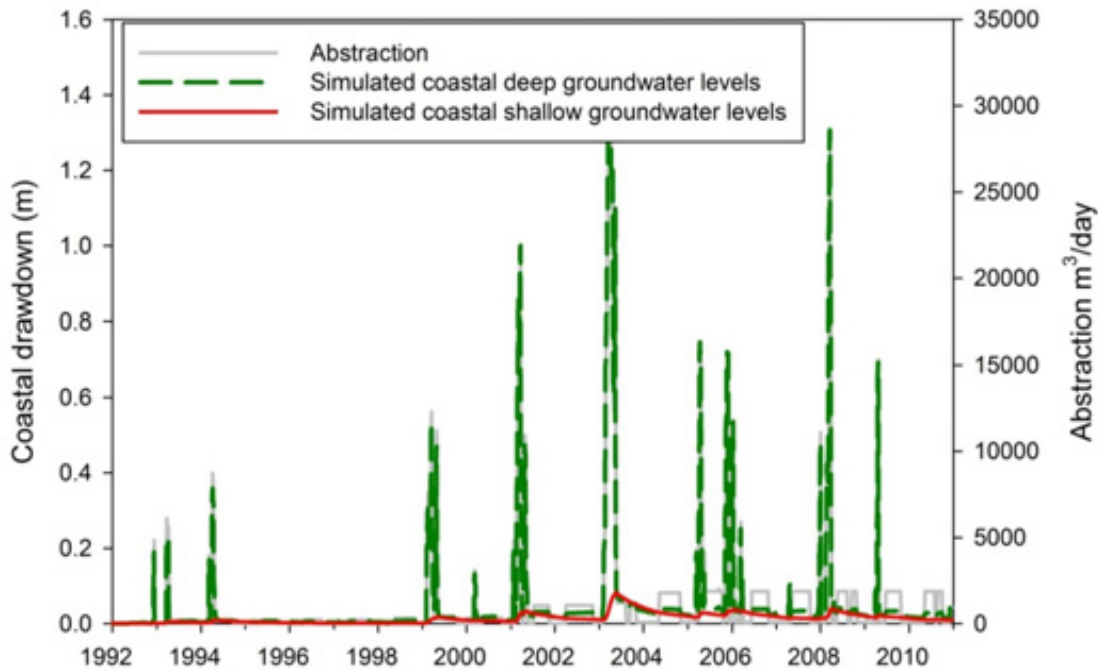 1.6
1.4
1.2
1.0
0.8
0.6
0.4
0.2
0.0
Coastal drawdown (m)
Abstraction
Simulated coastal deep groundwater levels
Simulated coastal shallow groundwater levels
35000
30000
25000
20000
15000
10000
5000
0
Abstraction m³/day
1992 1994 1996 1998 2000 2002 2004 2006 2008 2010